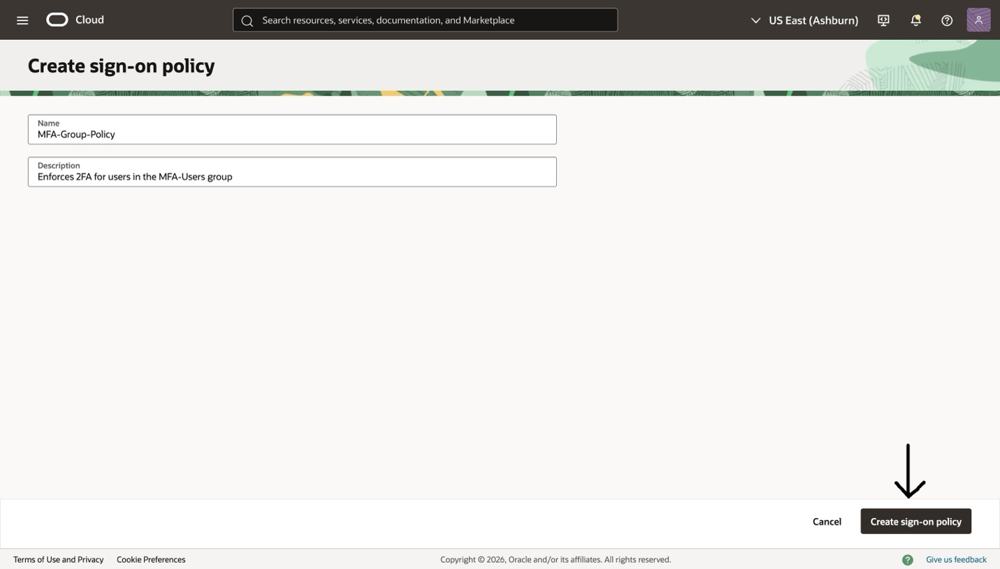 Cloud
Search resources, services, documentation, and Marketplace
US East (Ashburn)
Create sign-on policy
Name
MFA-Group-Policy
Description
Enforces 2FA for users in the MFA-Users group
Cancel
Create sign-on policy
Terms of Use and Privacy
Cookie Preferences
Copyright © 2026, Oracle and/or its affiliates. All rights reserved.
?
Give us feedback